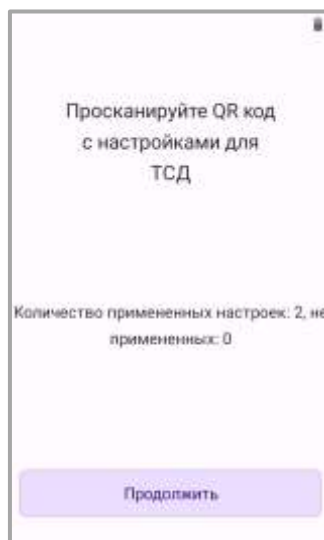 Просканируйте QR код
с настройками для
ТСД
Количество примененных настроек: 2, не
примененных: 0
Продолжить